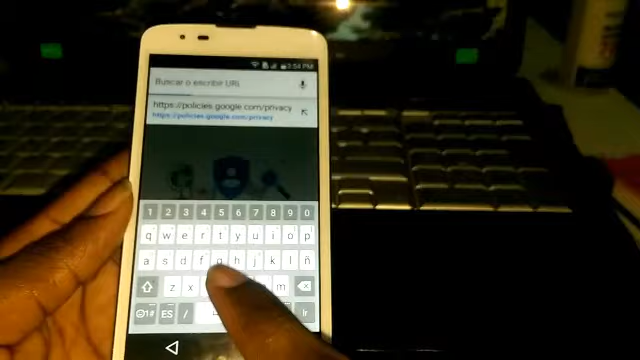 3:54 PM
Buscar o escribir URL
https://policies.google.com/privacy
https://policies.google.com/privacy
1 2 3 4 5 6 7 8 9 0
q w e r t y u i o p
a s d f g h j k l ñ
z x m
1# ES / Ir